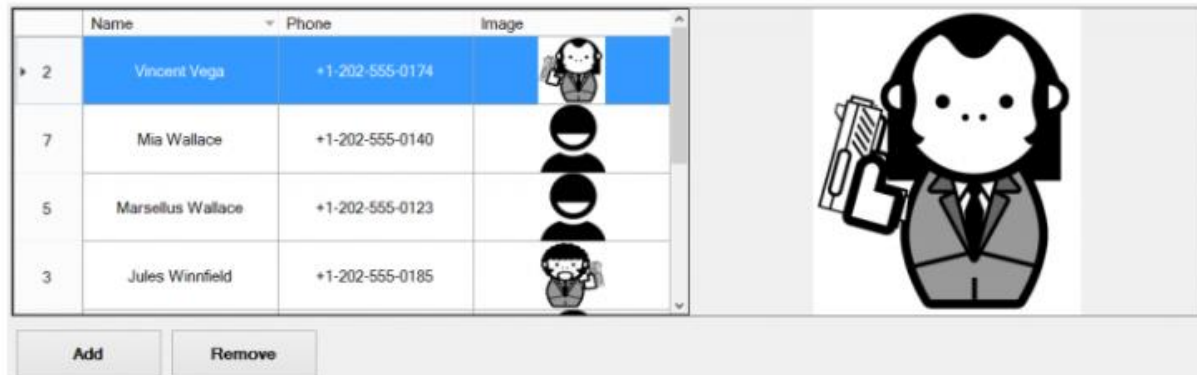 Name Phone Image
2 Vincent Vega +1-202-555-0174
7 Mia Wallace +1-202-555-0140
5 Marsellus Wallace +1-202-555-0123
3 Jules Winnfield +1-202-555-0185
Add Remove